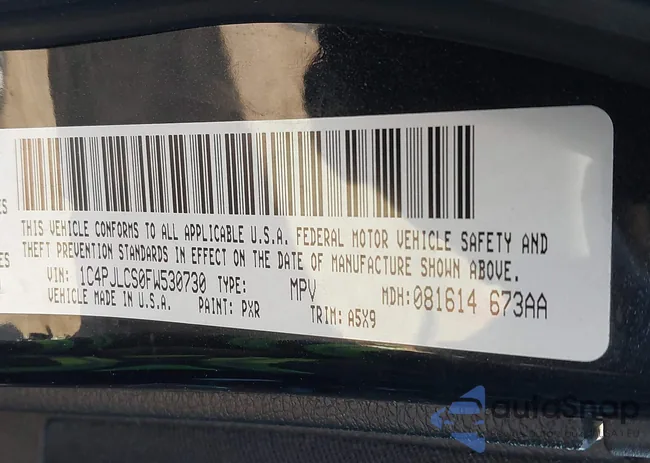 ES
THIS VEHICLE CONFORMS TO ALL APPLICABLE U.S.A. FEDERAL MOTOR VEHICLE SAFETY AND
ES THEFT PREVENTION STANDARDS IN EFFECT ON THE DATE OF MANUFACTURE SHOWN ABOVE.
VIN: 1C4PJLCS0FW530730 TYPE: MPV MDH:081614 673AA
VEHICLE MADE IN U.S.A. PAINT: PXR TRIM: A5X9
autoSnap